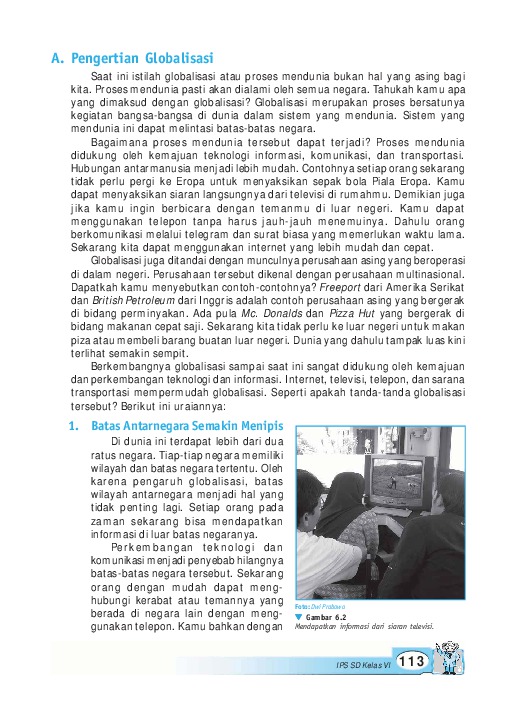 A. Pengertian Globalisasi
Saat ini istilah globalisasi atau proses mendunia bukan hal yang asing bagi
kita. Proses mendunia pasti akan dialami oleh semua negara. Tahukah kamu apa
yang dimaksud dengan globalisasi? Globalisasi merupakan proses bersatunya
kegiatan bangsa-bangsa di dunia dalam sistem yang mendunia. Sistem yang
mendunia ini dapat melintasi batas-batas negara.
Bagaimana proses mendunia tersebut dapat terjadi? Proses mendunia
didukung oleh kemajuan teknologi informasi, komunikasi, dan transportasi.
Hubungan antarmanusia menjadi lebih mudah. Contohnya setiap orang sekarang
tidak perlu pergi ke Eropa untuk menyaksikan sepak bola Piala Eropa. Kamu
dapat menyaksikan siaran langsungnya dari televisi di rumahmu. Demikian juga
jika kamu ingin berbicara dengan temanmu di luar negeri. Kamu dapat
menggunakan telepon tanpa harus jauh-jauh menemuinya. Dahulu orang
berkomunikasi melalui telegram dan surat biasa yang memerlukan waktu lama.
Sekarang kita dapat menggunakan internet yang lebih mudah dan cepat.
Globalisasi juga ditandai dengan munculnya perusahaan asing yang beroperasi
di dalam negeri. Perusahaan tersebut dikenal dengan perusahaan multinasional.
Dapatkah kamu menyebutkan contoh-contohnya? Freeport dari Amerika Serikat
dan British Petroleum dari Inggris adalah contoh perusahaan asing yang bergerak
di bidang perminyakan. Ada pula Mc. Donalds dan Pizza Hut yang bergerak di
bidang makanan cepat saji. Sekarang kita tidak perlu ke luar negeri untuk makan
piza atau membeli barang buatan luar negeri. Dunia yang dahulu tampak luas kini
terlihat semakin sempit.
Berkembangnya globalisasi sampai saat ini sangat didukung oleh kemajuan
dan perkembangan teknologi dan informasi. Internet, televisi, telepon, dan sarana
transportasi mempermudah globalisasi. Seperti apakah tanda-tanda globalisasi
tersebut? Berikut ini uraiannya:
1. Batas Antarnegara Semakin Menipis
Di dunia ini terdapat lebih dari dua
ratus negara. Tiap-tiap negara memiliki
wilayah dan batas negara tertentu. Oleh
karena pengaruh globalisasi, batas
wilayah antarnegara menjadi hal yang
tidak penting lagi. Setiap orang pada
zaman sekarang bisa mendapatkan
informasi di luar batas negaranya.
Perkembangan teknologi dan
komunikasi menjadi penyebab hilangnya
batas-batas negara tersebut. Sekarang
orang dengan mudah dapat meng-
hubungi kerabat atau temannya yang
berada di negara lain dengan meng-
gunakan telepon. Kamu bahkan dengan
Foto: Dwi Prabowo
Gambar 6.2
Mendapatkan informasi dari siaran televisi.
IPS SD Kelas VI 113